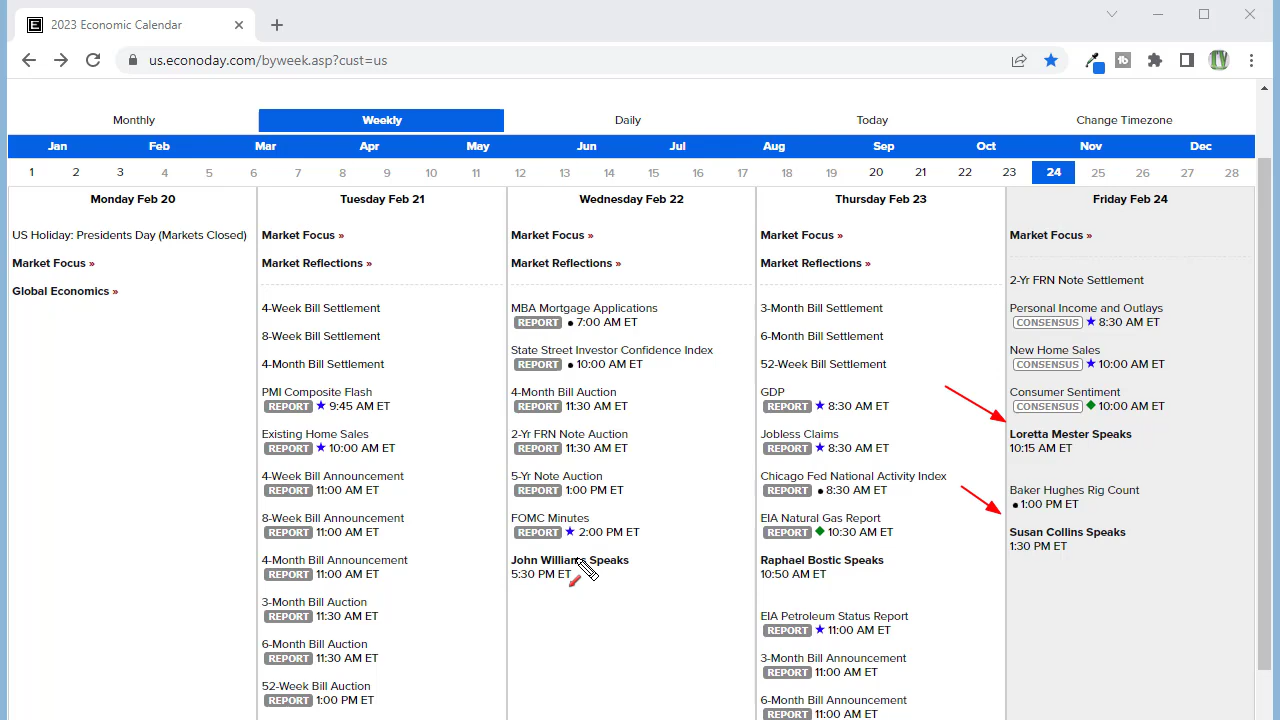 2023 Economic Calendar
us.econoday.com/byweek.asp?cust=us
Monthly Weekly Daily Today Change Timezone
Jan Feb Mar Apr May Jun Jul Aug Sep Oct Nov Dec
1 2 3 4 5 6 7 8 9 10 11 12 13 14 15 16 17 18 19 20 21 22 23 24 25 26 27 28
Monday Feb 20
US Holiday: Presidents Day (Markets Closed)
Market Focus »
Global Economics »
Tuesday Feb 21
Market Focus »
Market Reflections »
4-Week Bill Settlement
8-Week Bill Settlement
4-Month Bill Settlement
PMI Composite Flash
REPORT ★ 9:45 AM ET
Existing Home Sales
REPORT ★ 10:00 AM ET
4-Week Bill Announcement
REPORT 11:00 AM ET
8-Week Bill Announcement
REPORT 11:00 AM ET
4-Month Bill Announcement
REPORT 11:00 AM ET
3-Month Bill Auction
REPORT 11:30 AM ET
6-Month Bill Auction
REPORT 11:30 AM ET
52-Week Bill Auction
REPORT 1:00 PM ET
Wednesday Feb 22
Market Focus »
Market Reflections »
MBA Mortgage Applications
REPORT ● 7:00 AM ET
State Street Investor Confidence Index
REPORT ● 10:00 AM ET
4-Month Bill Auction
REPORT 11:30 AM ET
2-Yr FRN Note Auction
REPORT 11:30 AM ET
5-Yr Note Auction
REPORT 1:00 PM ET
FOMC Minutes
REPORT ★ 2:00 PM ET
John Williams Speaks
5:30 PM ET
Thursday Feb 23
Market Focus »
Market Reflections »
3-Month Bill Settlement
6-Month Bill Settlement
52-Week Bill Settlement
GDP
REPORT ★ 8:30 AM ET
Jobless Claims
REPORT ★ 8:30 AM ET
Chicago Fed National Activity Index
REPORT ● 8:30 AM ET
EIA Natural Gas Report
REPORT ◆ 10:30 AM ET
Raphael Bostic Speaks
10:50 AM ET
EIA Petroleum Status Report
REPORT ★ 11:00 AM ET
3-Month Bill Announcement
REPORT 11:00 AM ET
6-Month Bill Announcement
REPORT 11:00 AM ET
Friday Feb 24
Market Focus »
2-Yr FRN Note Settlement
Personal Income and Outlays
CONSENSUS ★ 8:30 AM ET
New Home Sales
CONSENSUS ★ 10:00 AM ET
Consumer Sentiment
CONSENSUS ◆ 10:00 AM ET
Loretta Mester Speaks
10:15 AM ET
Baker Hughes Rig Count
● 1:00 PM ET
Susan Collins Speaks
1:30 PM ET